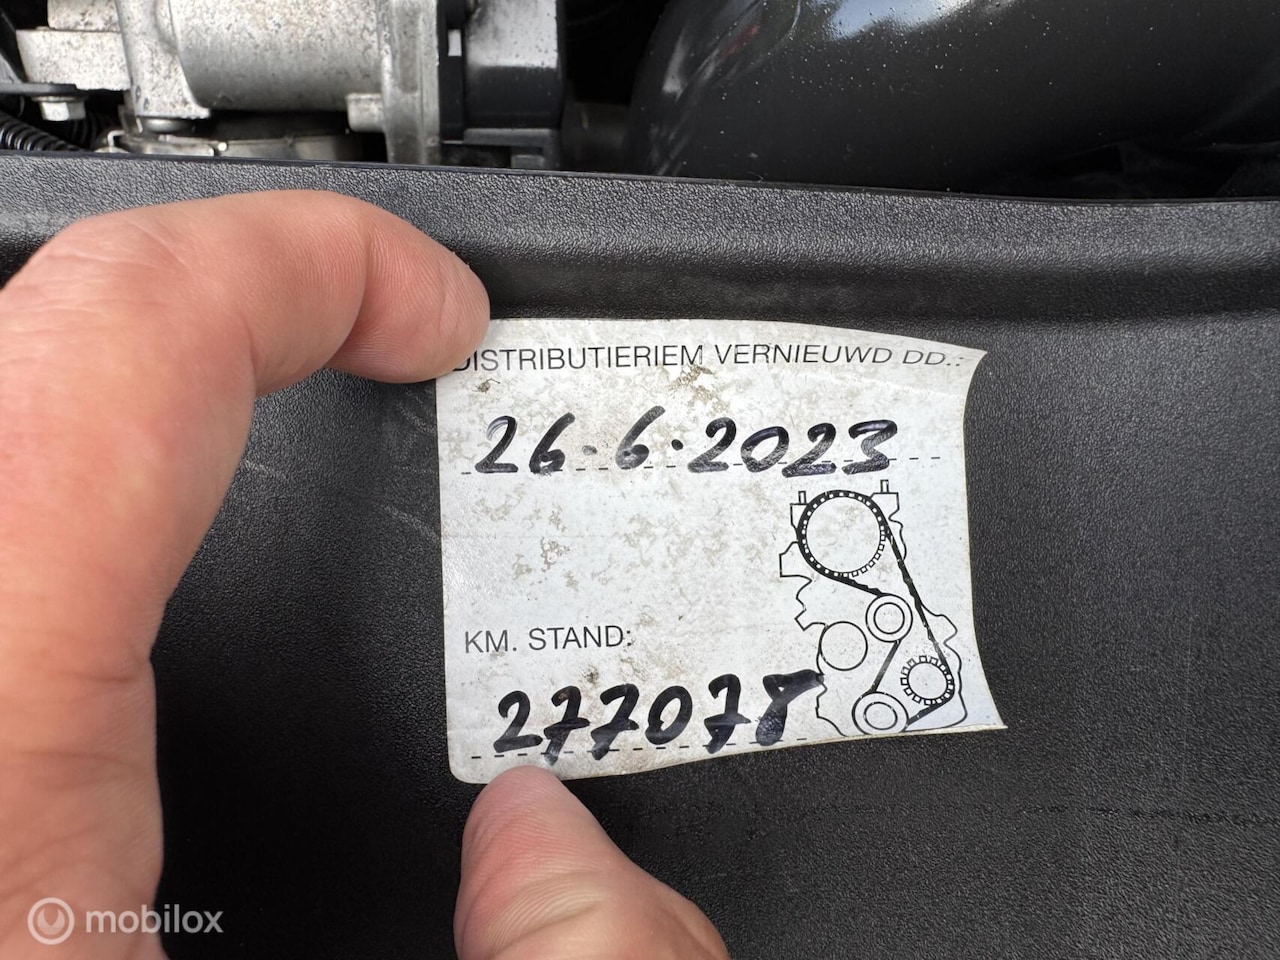 DISTRIBUTIERIEM VERNIEUWD DD.:
26.6.2023
KM. STAND:
277078
mobilox